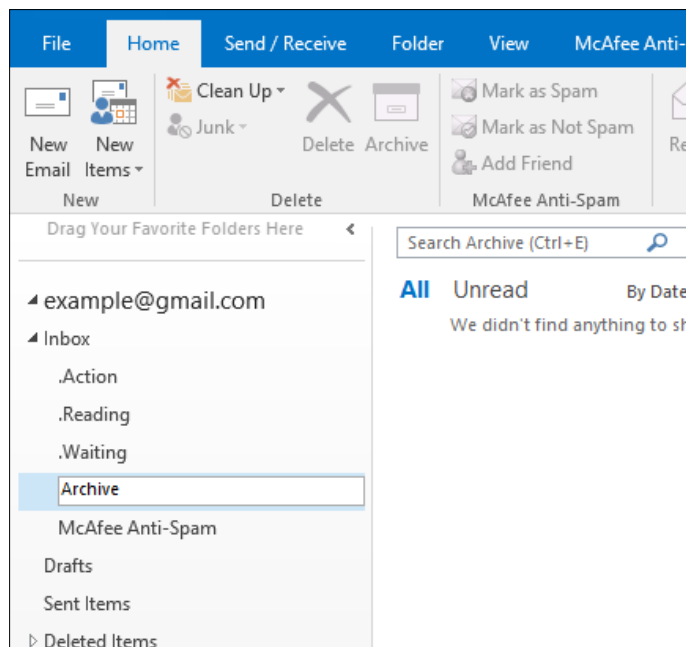 File Home Send / Receive Folder View McAfee Anti-
New Email
New Items
Clean Up
Junk
Delete
Archive
Mark as Spam
Mark as Not Spam
Add Friend
Re
New Delete McAfee Anti-Spam
Drag Your Favorite Folders Here
Search Archive (Ctrl+E)
All Unread By Date
We didn't find anything to sh
example@gmail.com
Inbox
.Action
.Reading
.Waiting
Archive
McAfee Anti-Spam
Drafts
Sent Items
Deleted Items